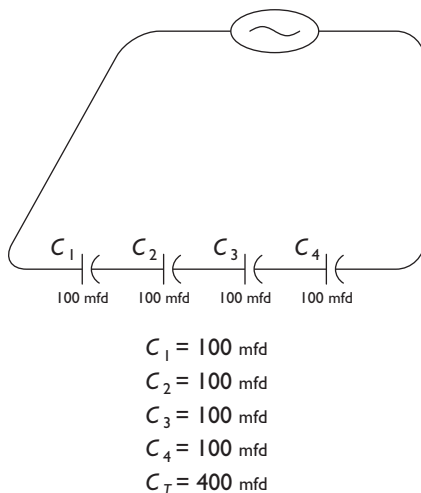 C1 C2 C3 C4
100 mfd 100 mfd 100 mfd 100 mfd
C1 = 100 mfd
C2 = 100 mfd
C3 = 100 mfd
C4 = 100 mfd
CT = 400 mfd